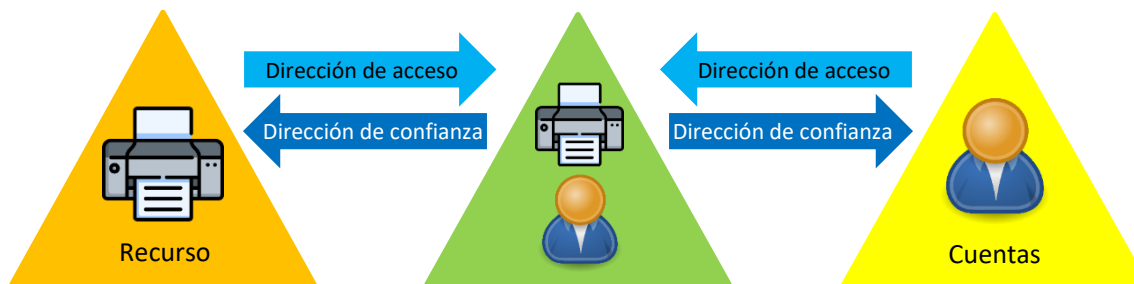 Dirección de acceso
Dirección de acceso
Dirección de confianza
Dirección de confianza
Recurso
Cuentas